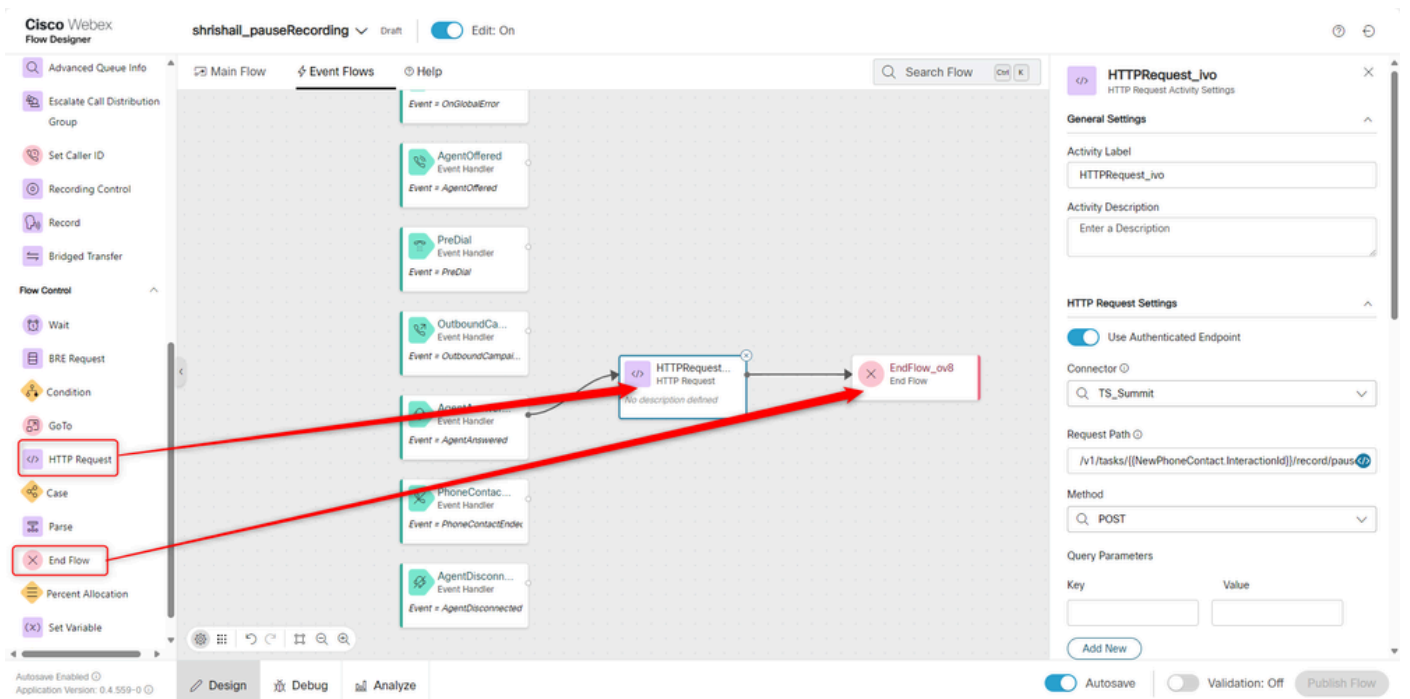 Cisco Webex
Flow Designer
shrishail_pauseRecording
Draft
Edit: On
Advanced Queue Info
Escalate Call Distribution
Group
Set Caller ID
Recording Control
Record
Bridged Transfer
Flow Control
Wait
BRE Request
Condition
GoTo
HTTP Request
Case
Parse
End Flow
Percent Allocation
(x) Set Variable
Autosave Enabled
Application Version: 0.4.559-0
Main Flow
Event Flows
Help
Search Flow
Ctrl
K
Event = OnGlobalError
AgentOffered
Event Handler
Event = AgentOffered
PreDial
Event Handler
Event = PreDial
OutboundCa...
Event Handler
Event = OutboundCampai...
Event Handler
Event = AgentAnswered
PhoneContac...
Event Handler
Event = PhoneContactEnded
AgentDisconn...
Event Handler
Event = AgentDisconnected
HTTPRequest...
HTTP Request
No description defined
EndFlow_ov8
End Flow
Design
Debug
Analyze
HTTPRequest_ivo
HTTP Request Activity Settings
General Settings
Activity Label
HTTPRequest_ivo
Activity Description
Enter a Description
HTTP Request Settings
Use Authenticated Endpoint
Connector
TS_Summit
Request Path
/v1/tasks/{{NewPhoneContact.InteractionId}}/record/paus
Method
POST
Query Parameters
Key
Value
Add New
Autosave
Validation: Off
Publish Flow